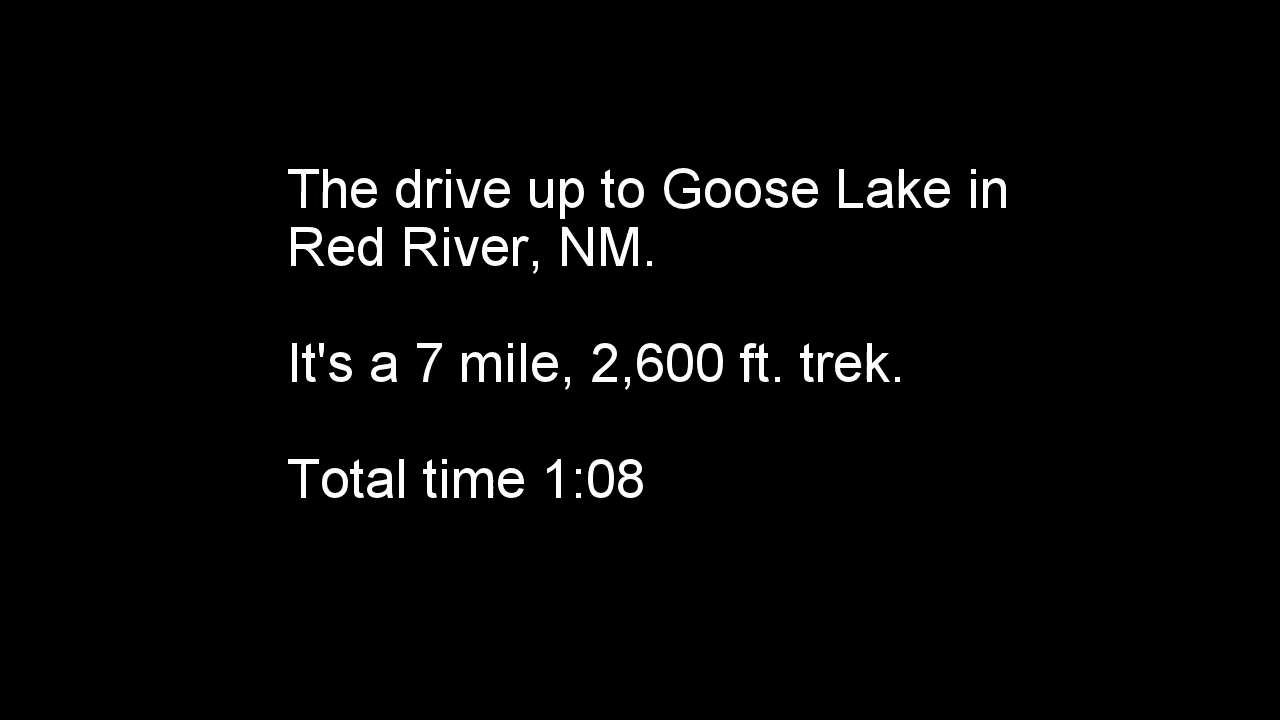 The drive up to Goose Lake in
Red River, NM.
It's a 7 mile, 2,600 ft. trek.
Total time 1:08